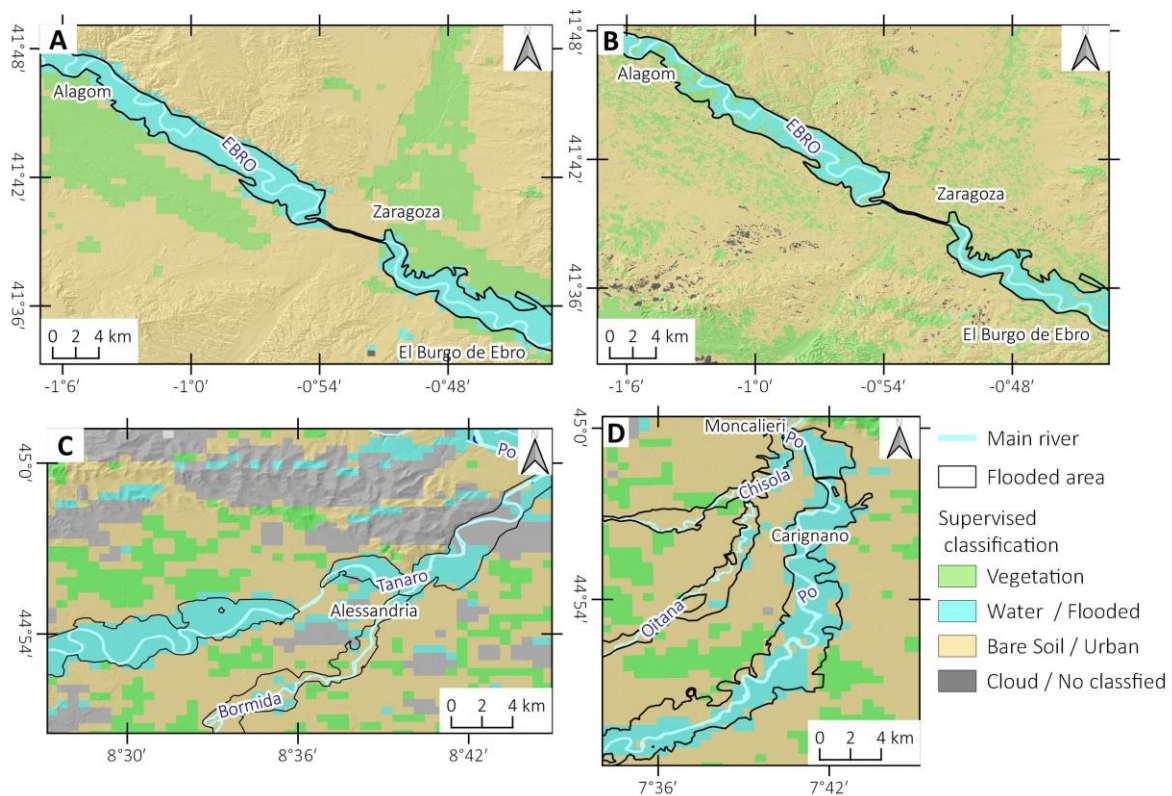 A
41°48′
Alagom
EBRO
41°42′
Zaragoza
41°36′
0 2 4 km
El Burgo de Ebro
-1°6′ -1°0′ -0°54′ -0°48′
B
41°48′
Alagom
EBRO
41°42′
Zaragoza
41°36′
0 2 4 km
El Burgo de Ebro
-1°6′ -1°0′ -0°54′ -0°48′
C
45°0′
Po
Tanaro
Alessandria
44°54′
Bormida
0 2 4 km
8°30′ 8°36′ 8°42′
D
45°0′
Moncalieri
Po
Chisola
Carignano
44°54′
Po
Oitana
0 2 4 km
7°36′ 7°42′
Main river
Flooded area
Supervised
classification
Vegetation
Water / Flooded
Bare Soil / Urban
Cloud / No classfied